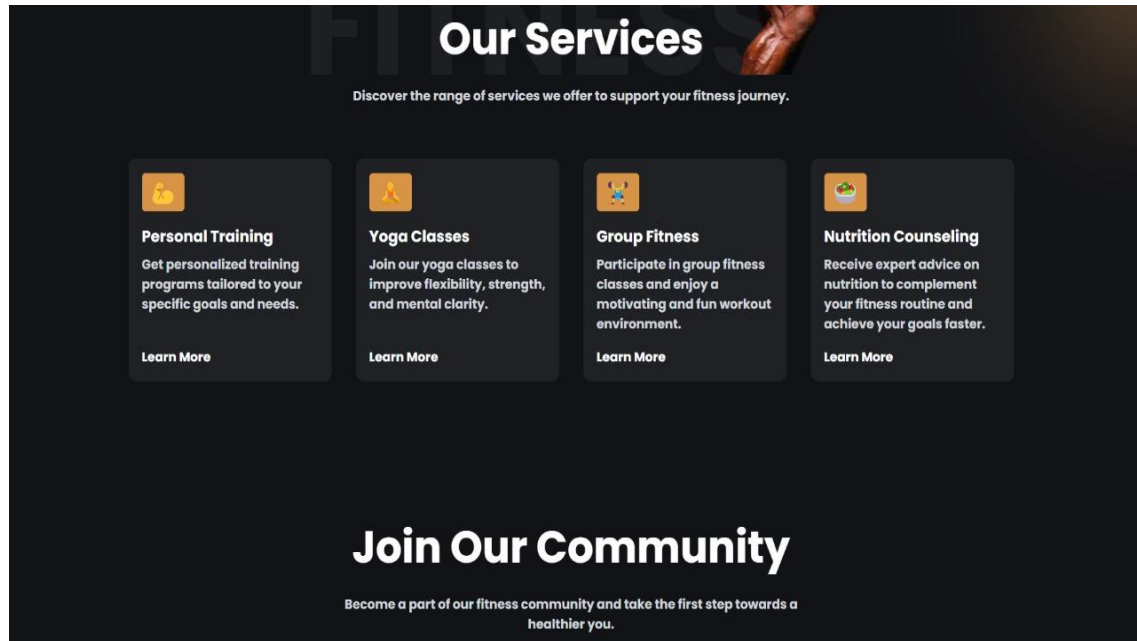 FITNESS
Our Services
Discover the range of services we offer to support your fitness journey.
Personal Training
Get personalized training
programs tailored to your
specific goals and needs.
Learn More
Yoga Classes
Join our yoga classes to
improve flexibility, strength,
and mental clarity.
Learn More
Group Fitness
Participate in group fitness
classes and enjoy a
motivating and fun workout
environment.
Learn More
Nutrition Counseling
Receive expert advice on
nutrition to complement
your fitness routine and
achieve your goals faster.
Learn More
Join Our Community
Become a part of our fitness community and take the first step towards a
healthier you.